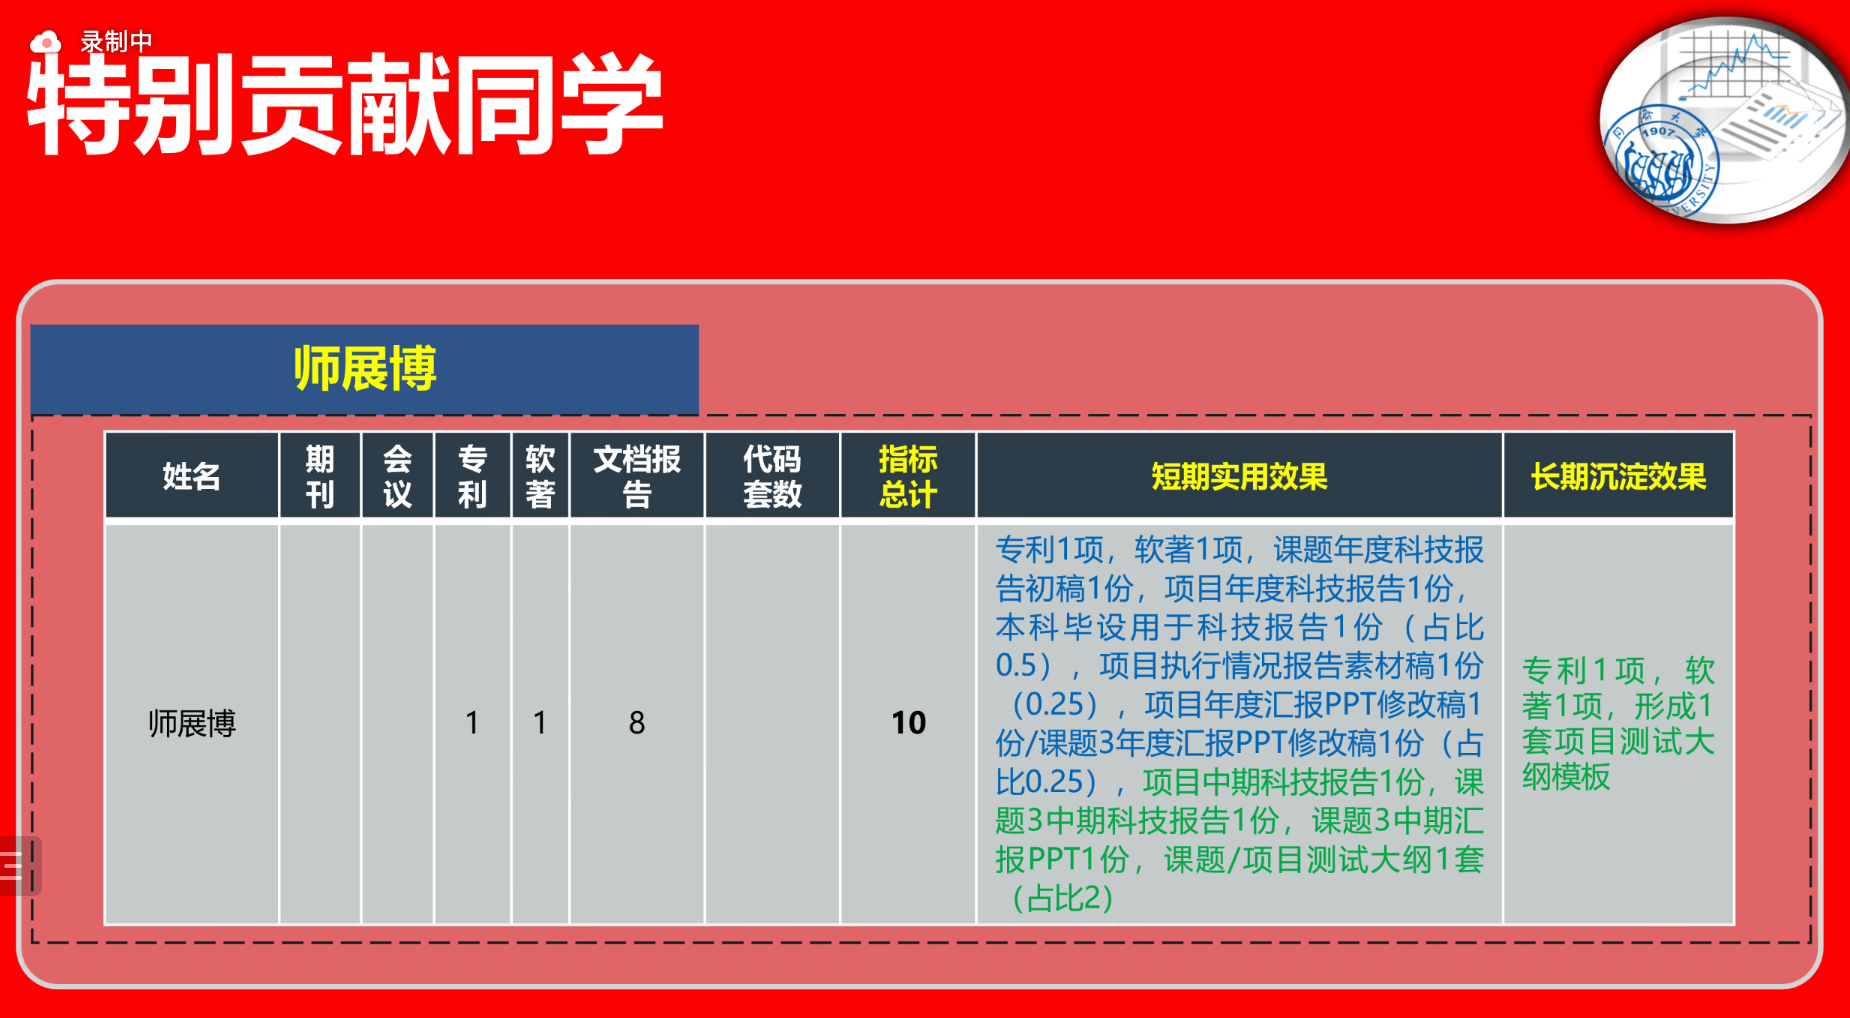 录制中
特别贡献同学
1907
师展博
姓名
期
刊
会
议
专
利
软
著
文档报
告
代码
套数
指标
总计
短期实用效果
长期沉淀效果
师展博
1
1
8
10
专利1项，软著1项，课题年度科技报
告初稿1份，项目年度科技报告1份，
本科毕设用于科技报告1份（占比
0.5），项目执行情况报告素材稿1份
（0.25），项目年度汇报PPT修改稿1
份/课题3年度汇报PPT修改稿1份（占
比0.25），项目中期科技报告1份，课
题3中期科技报告1份，课题3中期汇
报PPT1份，课题/项目测试大纲1套
（占比2）
专利1项，软
著1项，形成1
套项目测试大
纲模板